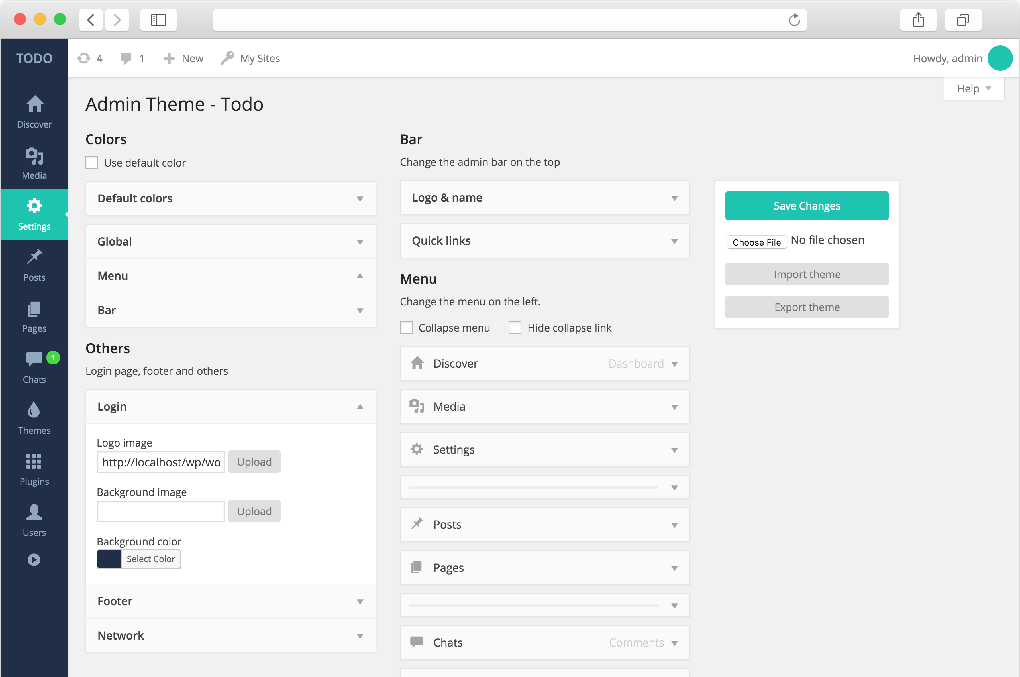 TODO
4
1
New
My Sites
Howdy, admin
Help
Discover
Media
Settings
Posts
Pages
Chats
1
Themes
Plugins
Users
Admin Theme - Todo
Colors
Use default color
Default colors
Global
Menu
Bar
Others
Login page, footer and others
Login
Logo image
http://localhost/wp/wo
Upload
Background image
Upload
Background color
Select Color
Footer
Network
Bar
Change the admin bar on the top
Logo & name
Quick links
Menu
Change the menu on the left.
Collapse menu
Hide collapse link
Discover
Dashboard
Media
Settings
Posts
Pages
Chats
Comments
Save Changes
Choose File No file chosen
Import theme
Export theme